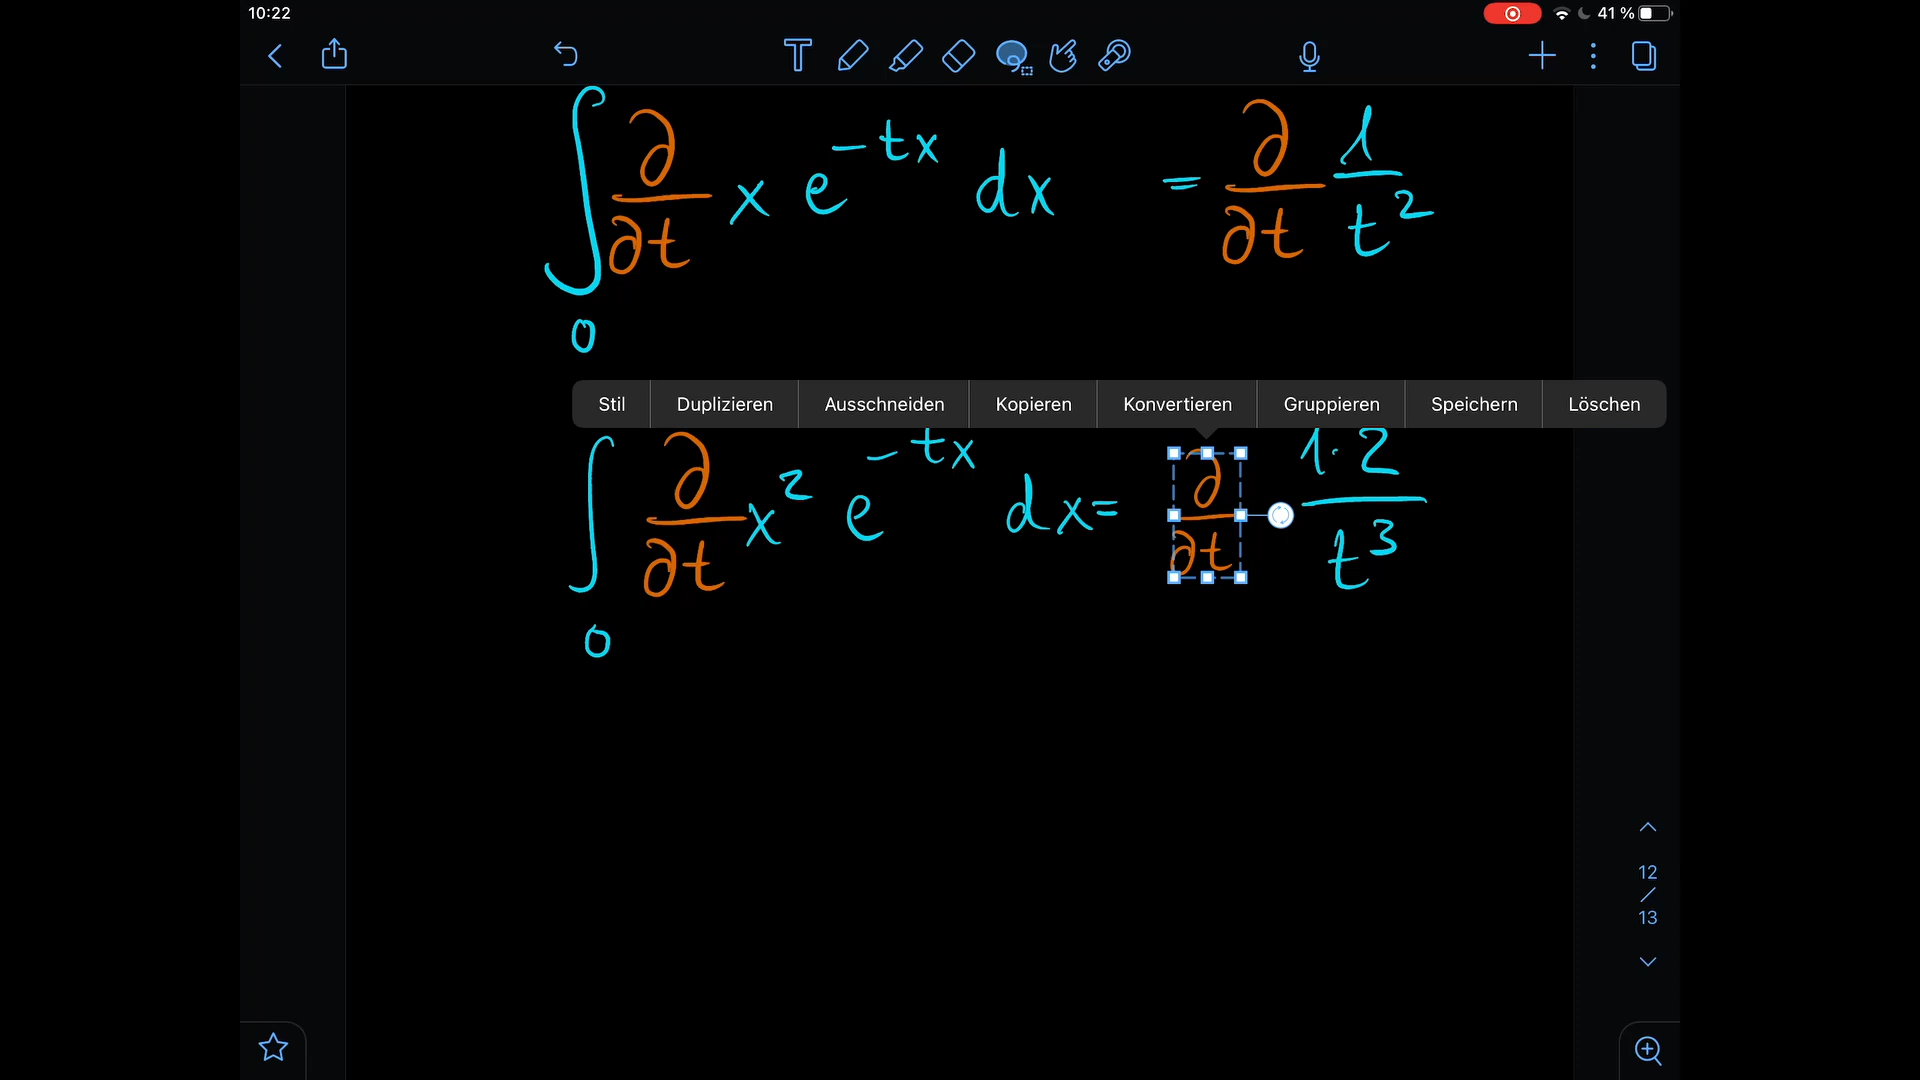 10:22
41 %
∫ ∂/∂t x e^{-tx} dx = ∂/∂t 1/t²
0
Stil Duplizieren Ausschneiden Kopieren Konvertieren Gruppieren Speichern Löschen
∫ ∂/∂t x² e^{-tx} dx = ∂/∂t 1·2/t³
0
12
/
13